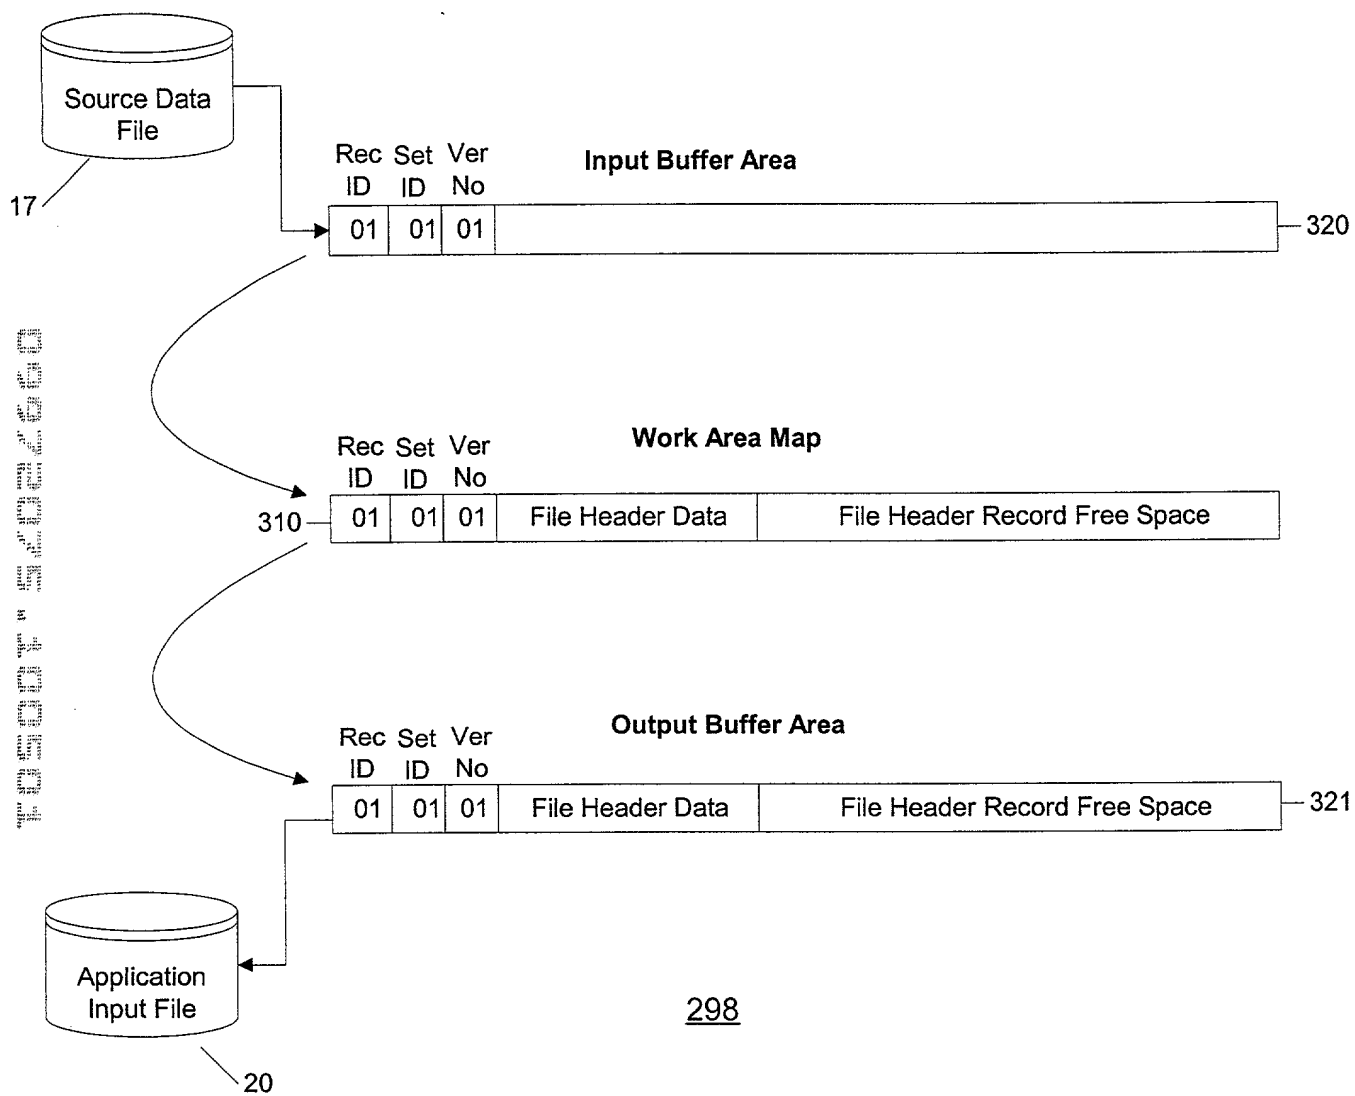 Source Data
File
17
Input Buffer Area
Rec Set Ver
ID ID No
01 01 01
320
Work Area Map
Rec Set Ver
ID ID No
310
01 01 01 File Header Data File Header Record Free Space
Output Buffer Area
Rec Set Ver
ID ID No
01 01 01 File Header Data File Header Record Free Space
321
Application
Input File
20
298